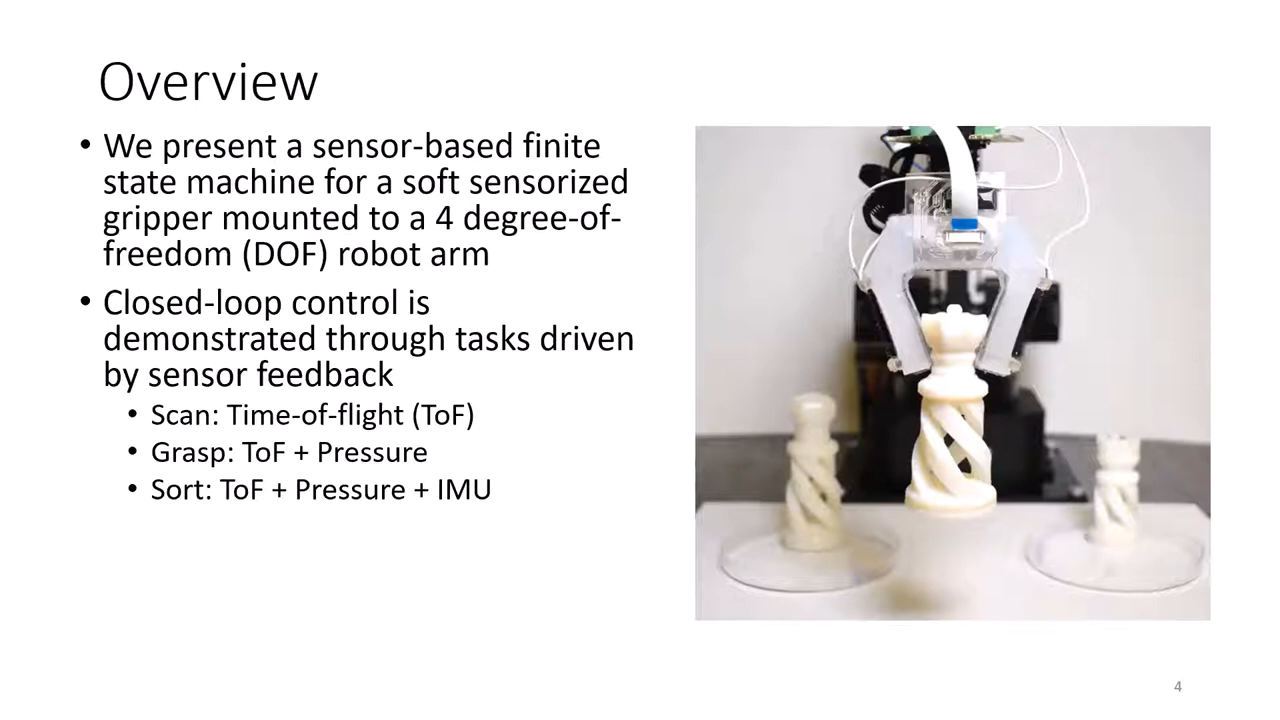 Overview
• We present a sensor-based finite
state machine for a soft sensorized
gripper mounted to a 4 degree-of-
freedom (DOF) robot arm
• Closed-loop control is
demonstrated through tasks driven
by sensor feedback
• Scan: Time-of-flight (ToF)
• Grasp: ToF + Pressure
• Sort: ToF + Pressure + IMU
4